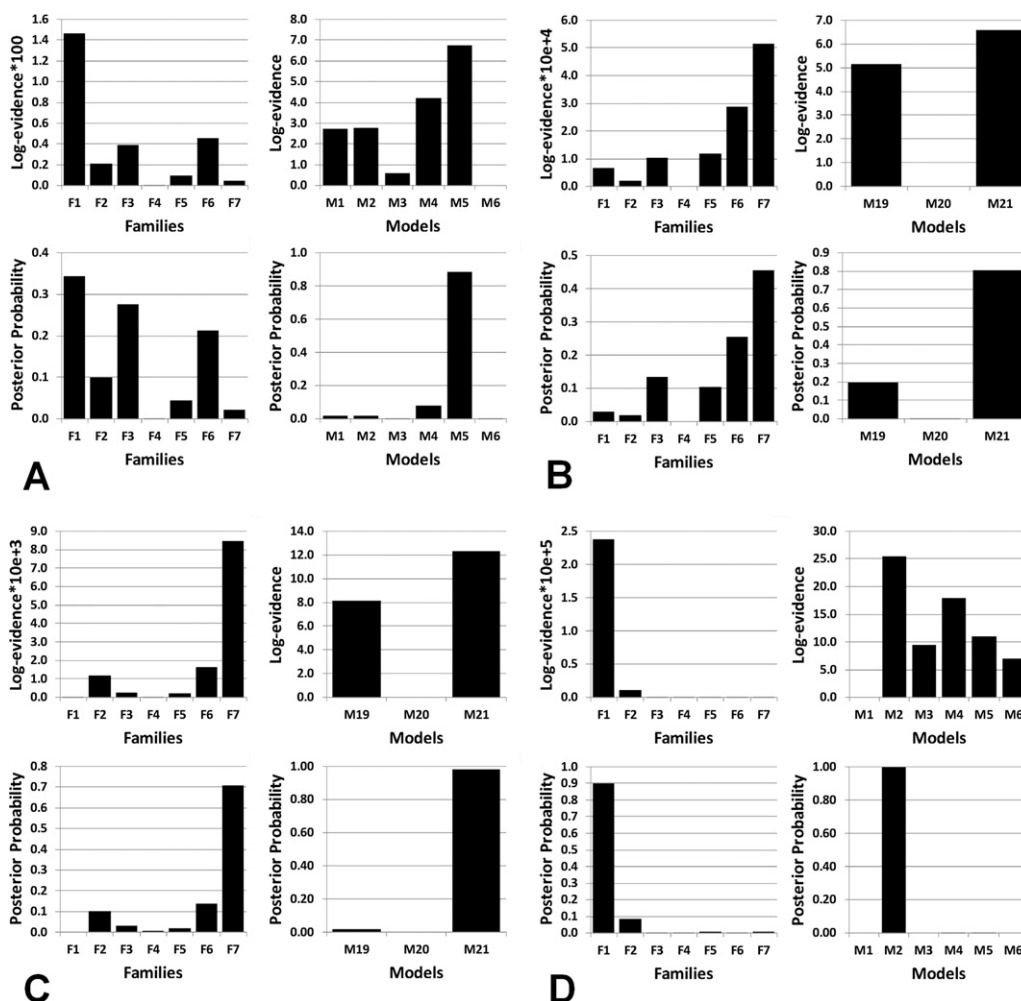 Log-evidence*100
1.6
1.4
1.2
1.0
0.8
0.6
0.4
0.2
0.0
F1 F2 F3 F4 F5 F6 F7
Families
Log-evidence
8.0
7.0
6.0
5.0
4.0
3.0
2.0
1.0
0.0
M1 M2 M3 M4 M5 M6
Models
Posterior Probability
0.4
0.3
0.2
0.1
0.0
F1 F2 F3 F4 F5 F6 F7
Families
Posterior Probability
1.0
0.8
0.6
0.4
0.2
0.0
M1 M2 M3 M4 M5 M6
Models
A
Log-evidence*10e+4
6.0
5.0
4.0
3.0
2.0
1.0
0.0
F1 F2 F3 F4 F5 F6 F7
Families
Log-evidence
7.0
6.0
5.0
4.0
3.0
2.0
1.0
0.0
M19 M20 M21
Models
Posterior Probability
0.5
0.4
0.3
0.2
0.1
0.0
F1 F2 F3 F4 F5 F6 F7
Families
Posterior Probability
0.9
0.8
0.7
0.6
0.5
0.4
0.3
0.2
0.1
0.0
M19 M20 M21
Models
B
Log-evidence*10e+3
9.0
8.0
7.0
6.0
5.0
4.0
3.0
2.0
1.0
0.0
F1 F2 F3 F4 F5 F6 F7
Families
Log-evidence
14.0
12.0
10.0
8.0
6.0
4.0
2.0
0.0
M19 M20 M21
Models
Posterior Probability
0.8
0.7
0.6
0.5
0.4
0.3
0.2
0.1
0.0
F1 F2 F3 F4 F5 F6 F7
Families
Posterior Probability
1.00
0.80
0.60
0.40
0.20
0.00
M19 M20 M21
Models
C
Log-evidence*10e+5
2.5
2.0
1.5
1.0
0.5
0.0
F1 F2 F3 F4 F5 F6 F7
Families
Log-evidence
30.0
25.0
20.0
15.0
10.0
5.0
0.0
M1 M2 M3 M4 M5 M6
Models
Posterior Probability
1.0
0.9
0.8
0.7
0.6
0.5
0.4
0.3
0.2
0.1
0.0
F1 F2 F3 F4 F5 F6 F7
Families
Posterior Probability
1.00
0.80
0.60
0.40
0.20
0.00
M1 M2 M3 M4 M5 M6
Models
D